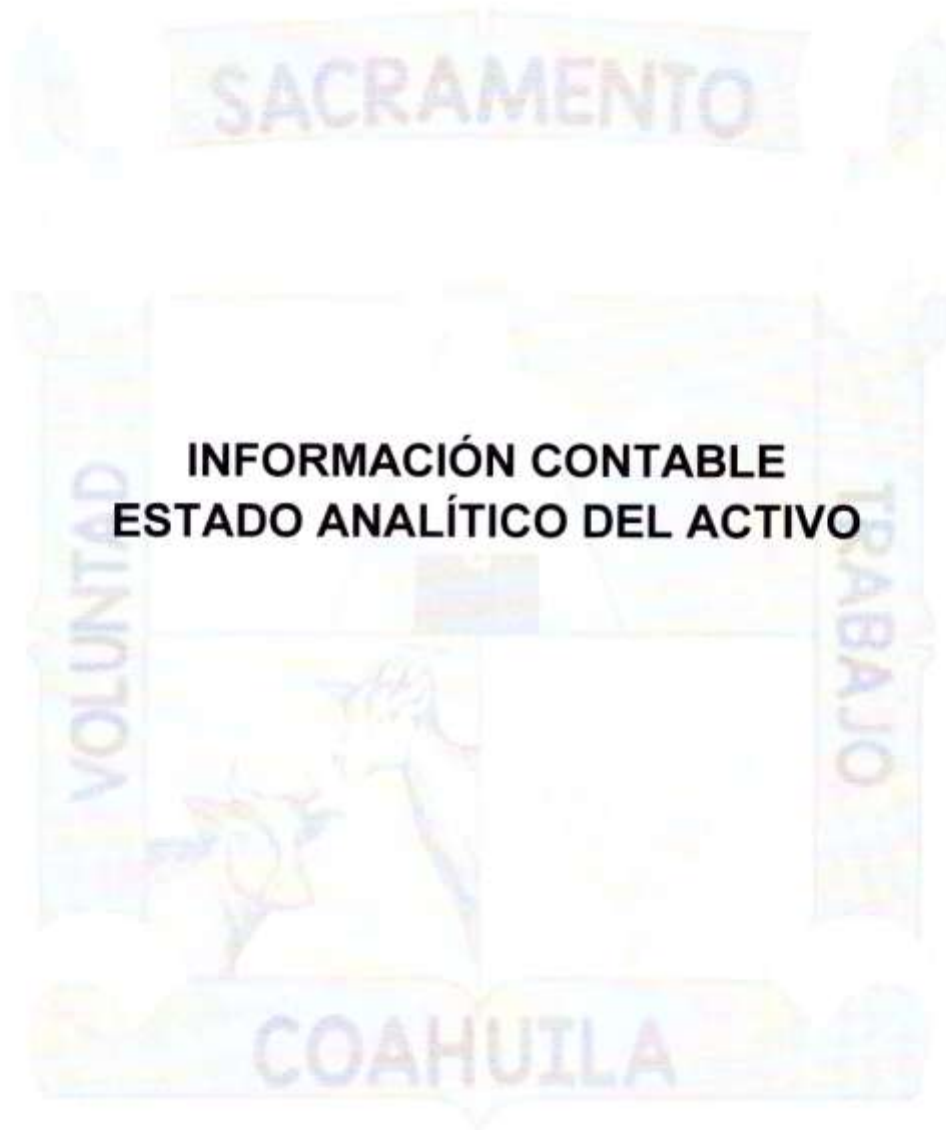 SACRAMENTO
INFORMACIÓN CONTABLE
ESTADO ANALÍTICO DEL ACTIVO
VOLUNTAD
TRABAJO
COAHUILA